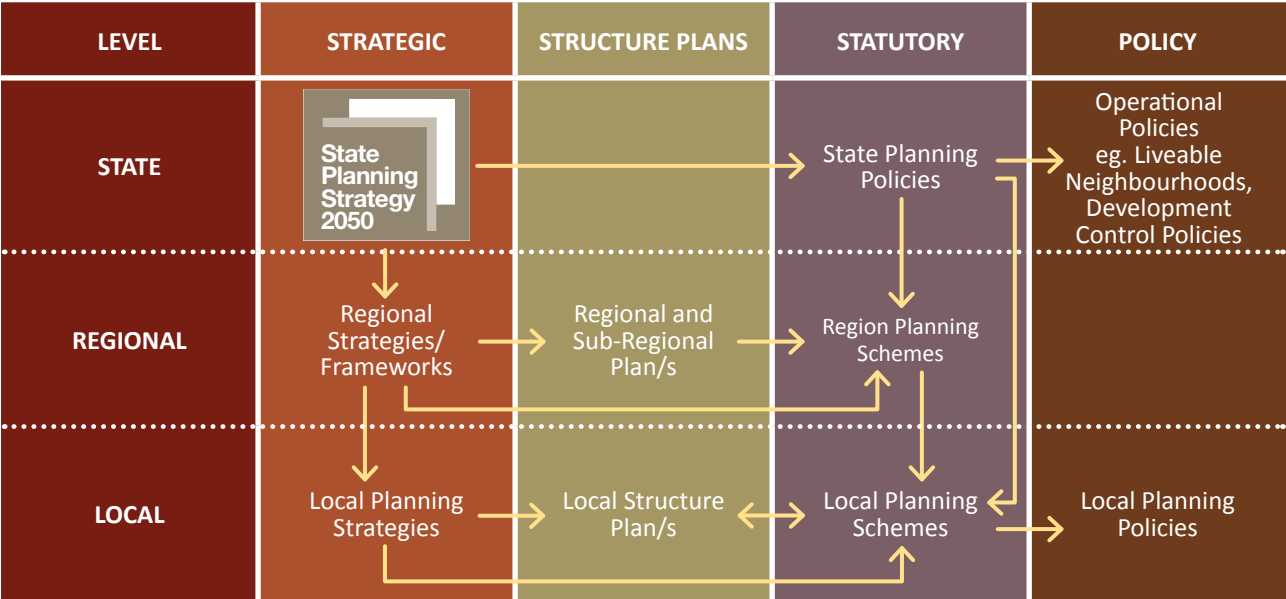 LEVEL
STRATEGIC
STRUCTURE PLANS
STATUTORY
POLICY
STATE
State
Planning
Strategy
2050
State Planning
Policies
Operational
Policies
eg. Liveable
Neighbourhoods,
Development
Control Policies
REGIONAL
Regional
Strategies/
Frameworks
Regional and
Sub-Regional
Plan/s
Region Planning
Schemes
LOCAL
Local Planning
Strategies
Local Structure
Plan/s
Local Planning
Schemes
Local Planning
Policies